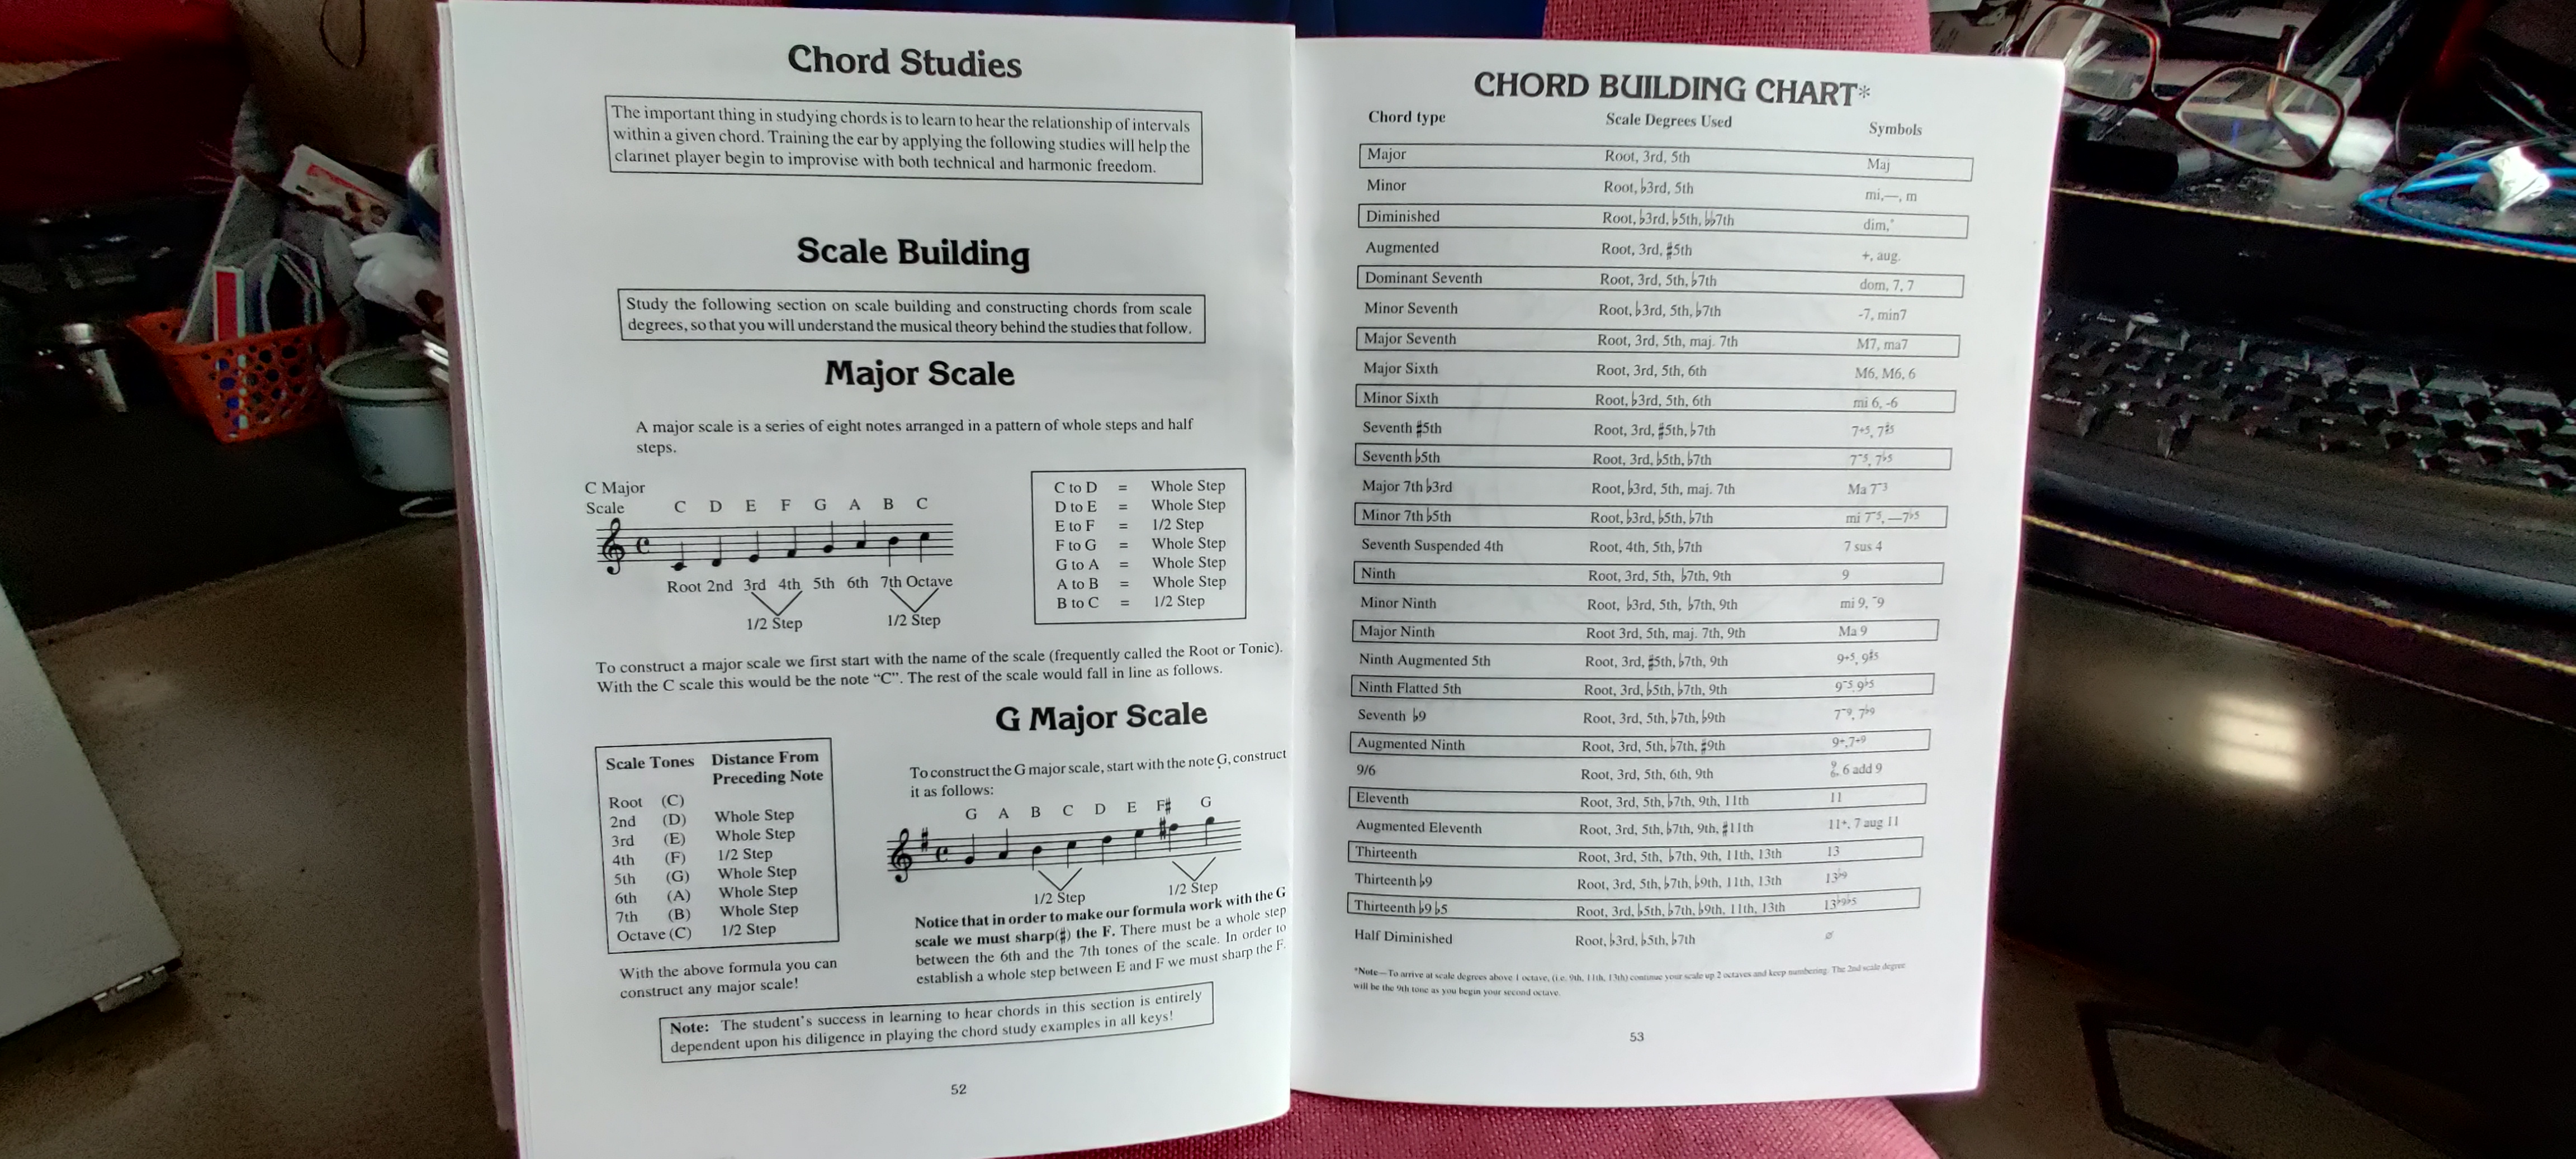 Chord Studies
The important thing in studying chords is to learn to hear the relationship of intervals
within a given chord. Training the ear by applying the following studies will help the
clarinet player begin to improvise with both technical and harmonic freedom.
Scale Building
Study the following section on scale building and constructing chords from scale
degrees, so that you will understand the musical theory behind the studies that follow.
Major Scale
A major scale is a series of eight notes arranged in a pattern of whole steps and half
steps.
C Major
Scale
C D E F G A B C
Root 2nd 3rd 4th 5th 6th 7th Octave
1/2 Step 1/2 Step
C to D = Whole Step
D to E = Whole Step
E to F = 1/2 Step
F to G = Whole Step
G to A = Whole Step
A to B = Whole Step
B to C = 1/2 Step
To construct a major scale we first start with the name of the scale (frequently called the Root or Tonic).
With the C scale this would be the note “C”. The rest of the scale would fall in line as follows.
Scale Tones Distance From
Preceding Note
Root (C)
2nd (D) Whole Step
3rd (E) Whole Step
4th (F) 1/2 Step
5th (G) Whole Step
6th (A) Whole Step
7th (B) Whole Step
Octave (C) 1/2 Step
With the above formula you can
construct any major scale!
G Major Scale
To construct the G major scale, start with the note G, construct
it as follows:
G A B C D E F♯ G
1/2 Step 1/2 Step
Notice that in order to make our formula work with the G
scale we must sharp(♯) the F. There must be a whole step
between the 6th and the 7th tones of the scale. In order to
establish a whole step between E and F we must sharp the F.
Note: The student's success in learning to hear chords in this section is entirely
dependent upon his diligence in playing the chord study examples in all keys!
52
CHORD BUILDING CHART*
Chord type Scale Degrees Used Symbols
Major Root, 3rd, 5th Maj
Minor Root, ♭3rd, 5th mi,—, m
Diminished Root, ♭3rd, ♭5th, ♭♭7th dim,°
Augmented Root, 3rd, ♯5th +, aug.
Dominant Seventh Root, 3rd, 5th, ♭7th dom, 7, 7
Minor Seventh Root, ♭3rd, 5th, ♭7th -7, min7
Major Seventh Root, 3rd, 5th, maj. 7th M7, ma7
Major Sixth Root, 3rd, 5th, 6th M6, M6, 6
Minor Sixth Root, ♭3rd, 5th, 6th mi 6, -6
Seventh ♯5th Root, 3rd, ♯5th, ♭7th 7+5, 7♯5
Seventh ♭5th Root, 3rd, ♭5th, ♭7th 7-5, 7♭5
Major 7th ♭3rd Root, ♭3rd, 5th, maj. 7th Ma 7-3
Minor 7th ♭5th Root, ♭3rd, ♭5th, ♭7th mi 7-5, —7♭5
Seventh Suspended 4th Root, 4th, 5th, ♭7th 7 sus 4
Ninth Root, 3rd, 5th, ♭7th, 9th 9
Minor Ninth Root, ♭3rd, 5th, ♭7th, 9th mi 9, -9
Major Ninth Root 3rd, 5th, maj. 7th, 9th Ma 9
Ninth Augmented 5th Root, 3rd, ♯5th, ♭7th, 9th 9+5, 9♯5
Ninth Flatted 5th Root, 3rd, ♭5th, ♭7th, 9th 9-5, 9♭5
Seventh ♭9 Root, 3rd, 5th, ♭7th, ♭9th 7-9, 7♭9
Augmented Ninth Root, 3rd, 5th, ♭7th, ♯9th 9+, 7+9
9/6 Root, 3rd, 5th, 6th, 9th 9/6, 6 add 9
Eleventh Root, 3rd, 5th, ♭7th, 9th, 11th 11
Augmented Eleventh Root, 3rd, 5th, ♭7th, 9th, ♯11th 11+, 7 aug 11
Thirteenth Root, 3rd, 5th, ♭7th, 9th, 11th, 13th 13
Thirteenth ♭9 Root, 3rd, 5th, ♭7th, ♭9th, 11th, 13th 13♭9
Thirteenth ♭9 ♭5 Root, 3rd, ♭5th, ♭7th, ♭9th, 11th, 13th 13♭9♭5
Half Diminished Root, ♭3rd, ♭5th, ♭7th ø
*Note—To arrive at scale degrees above 1 octave, (i.e. 9th, 11th, 13th) continue your scale up 2 octaves and keep numbering. The 2nd scale degree
will be the 9th tone as you begin your second octave.
53